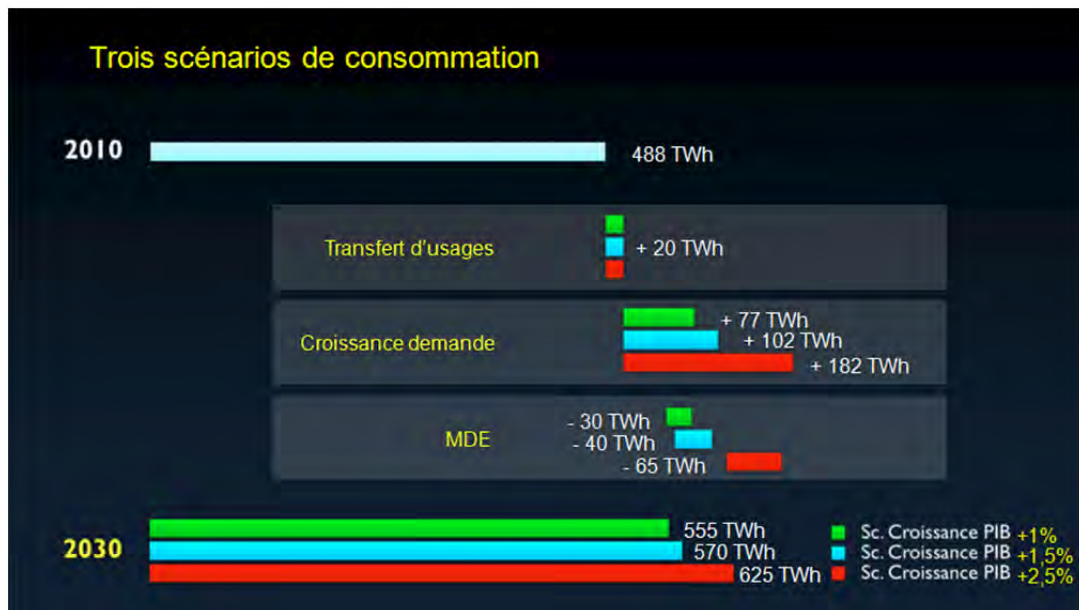 Trois scénarios de consommation
2010
488 TWh
Transfert d'usages
+ 20 TWh
Croissance demande
+ 77 TWh
+ 102 TWh
+ 182 TWh
MDE
- 30 TWh
- 40 TWh
- 65 TWh
2030
555 TWh
570 TWh
625 TWh
Sc. Croissance PIB +1%
Sc. Croissance PIB +1,5%
Sc. Croissance PIB +2,5%